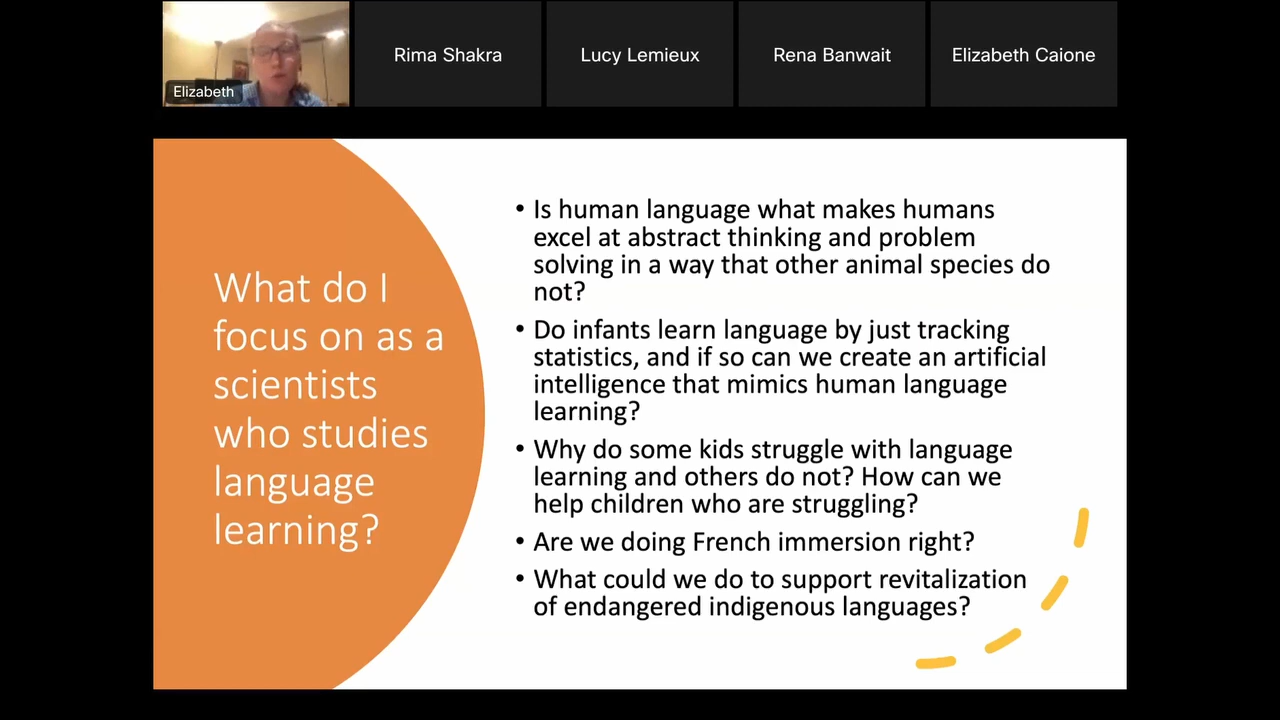 Elizabeth
Rima Shakra
Lucy Lemieux
Rena Banwait
Elizabeth Caione
What do I
focus on as a
scientists
who studies
language
learning?
• Is human language what makes humans
excel at abstract thinking and problem
solving in a way that other animal species do
not?
• Do infants learn language by just tracking
statistics, and if so can we create an artificial
intelligence that mimics human language
learning?
• Why do some kids struggle with language
learning and others do not? How can we
help children who are struggling?
• Are we doing French immersion right?
• What could we do to support revitalization
of endangered indigenous languages?